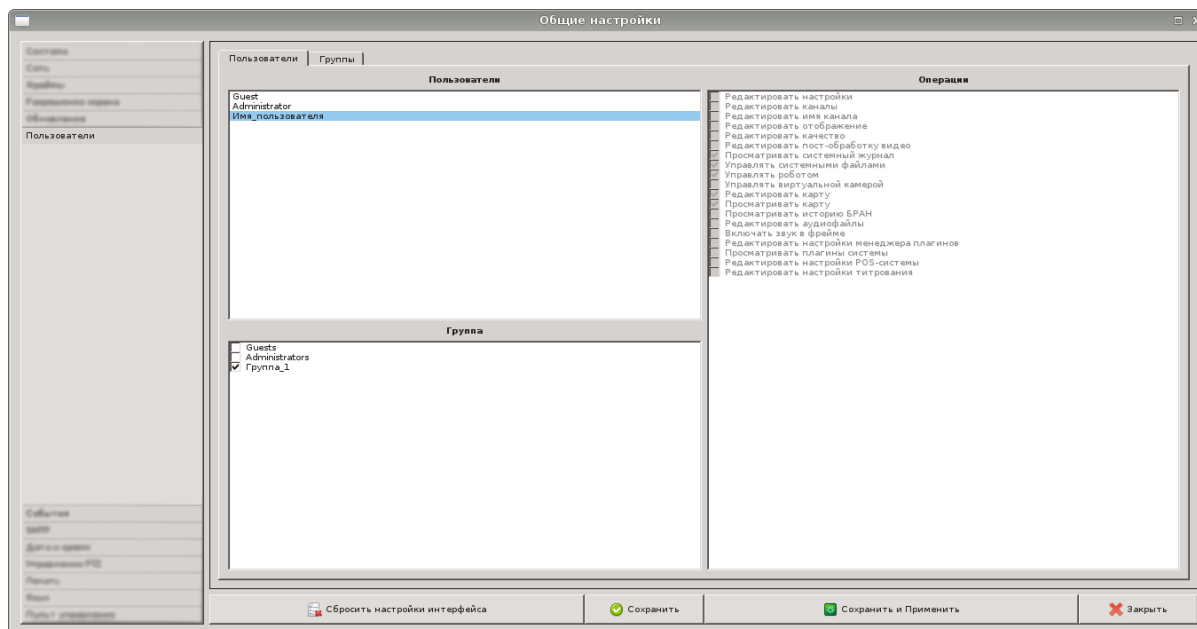 Общие настройки
Пользователи
Пользователи
Группы
Пользователи
Guest
Administrator
Имя_пользователя
Группа
Guests
Administrators
Группа_1
Операции
Редактировать настройки
Редактировать каналы
Редактировать имя канала
Редактировать отображение
Редактировать качество
Редактировать пост-обработку видео
Просматривать системный журнал
Управлять системными файлами
Управлять роботом
Управлять виртуальной камерой
Редактировать карту
Просматривать карту
Просматривать историю БРАН
Редактировать аудиофайлы
Включать звук в фрейме
Редактировать настройки менеджера плагинов
Просматривать плагины системы
Редактировать настройки POS-системы
Редактировать настройки титрования
Сбросить настройки интерфейса
Сохранить
Сохранить и Применить
Закрыть